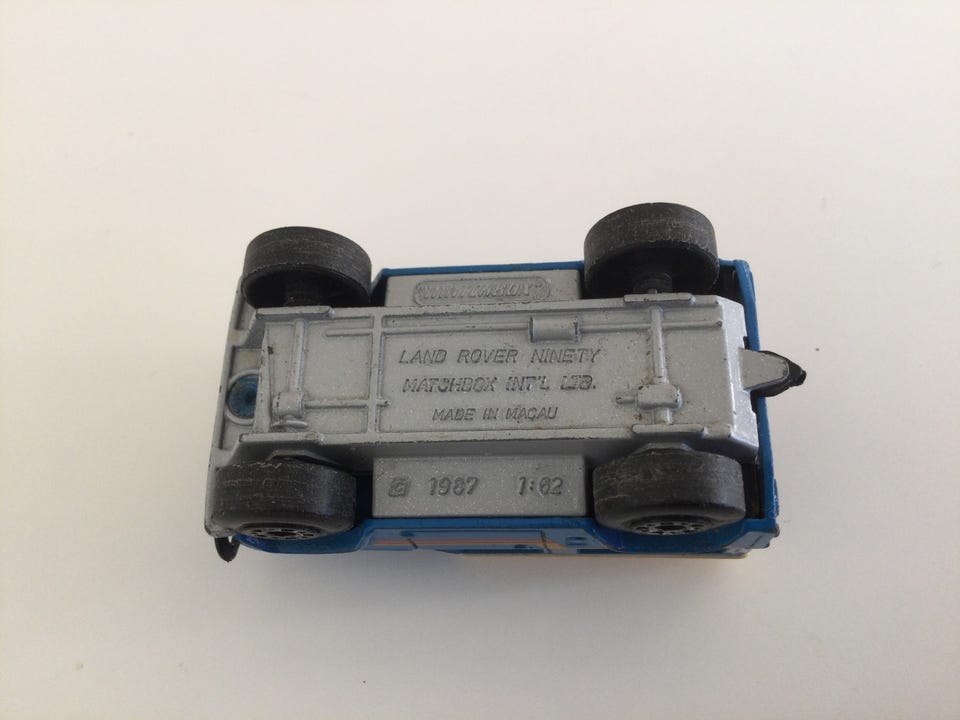 MATCHBOX
LAND ROVER NINETY
MATCHBOX INT'L LTD.
MADE IN MACAU
© 1987 1:62